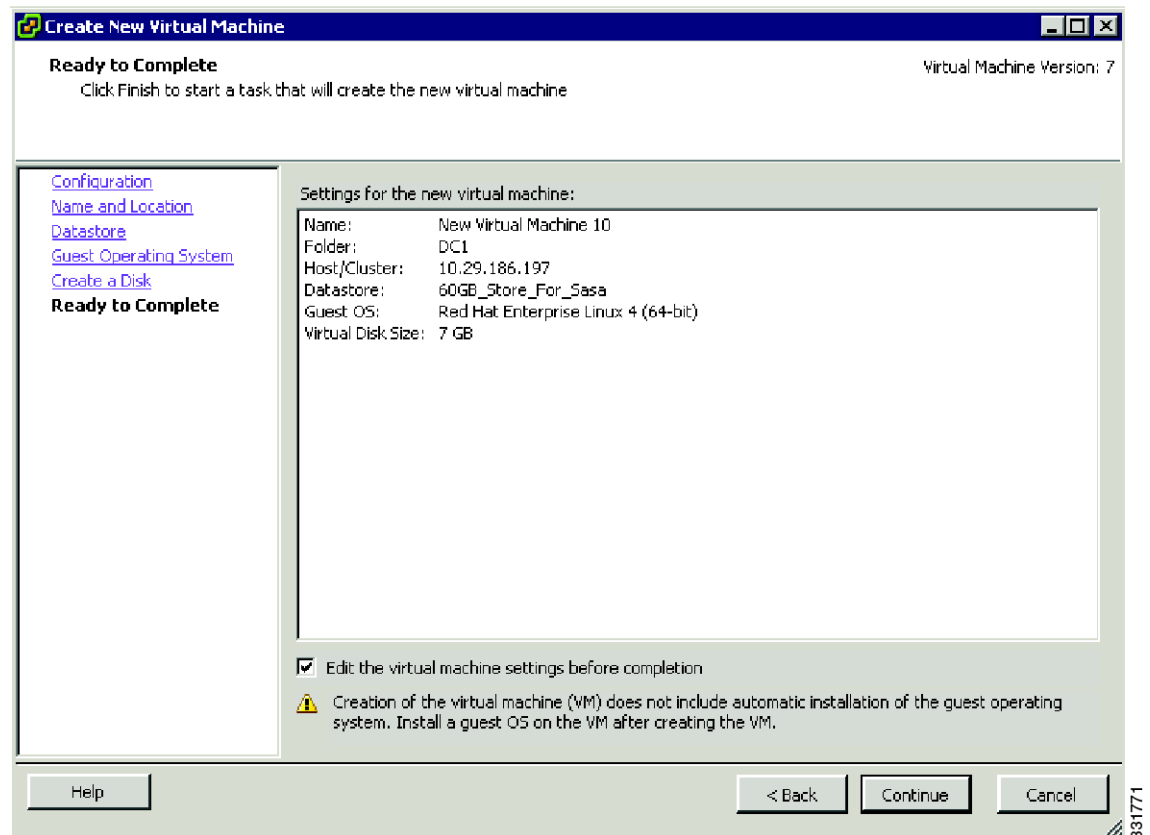 Create New Virtual Machine
Ready to Complete
Virtual Machine Version: 7
Click Finish to start a task that will create the new virtual machine
Configuration
Name and Location
Datastore
Guest Operating System
Create a Disk
Ready to Complete
Settings for the new virtual machine:
Name: New Virtual Machine 10
Folder: DC1
Host/Cluster: 10.29.186.197
Datastore: 60GB_Store_For_Sasa
Guest OS: Red Hat Enterprise Linux 4 (64-bit)
Virtual Disk Size: 7 GB
Edit the virtual machine settings before completion
Creation of the virtual machine (VM) does not include automatic installation of the guest operating
system. Install a guest OS on the VM after creating the VM.
Help
< Back
Continue
Cancel
331771